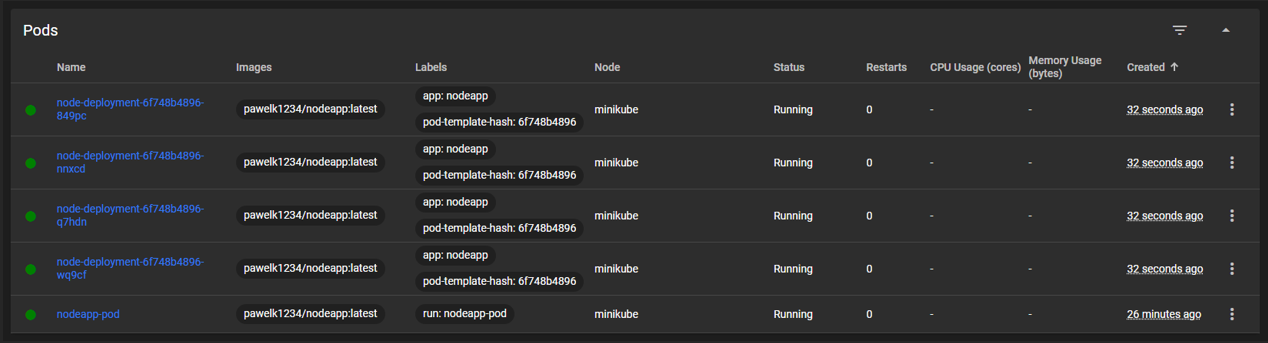 Pods
Name Images Labels Node Status Restarts CPU Usage (cores) Memory Usage (bytes) Created
node-deployment-6f748b4896-849pc pawelk1234/nodeapp:latest app: nodeapp pod-template-hash: 6f748b4896 minikube Running 0 - - 32 seconds ago
node-deployment-6f748b4896-nnxcd pawelk1234/nodeapp:latest app: nodeapp pod-template-hash: 6f748b4896 minikube Running 0 - - 32 seconds ago
node-deployment-6f748b4896-q7hdn pawelk1234/nodeapp:latest app: nodeapp pod-template-hash: 6f748b4896 minikube Running 0 - - 32 seconds ago
node-deployment-6f748b4896-wq9cf pawelk1234/nodeapp:latest app: nodeapp pod-template-hash: 6f748b4896 minikube Running 0 - - 32 seconds ago
nodeapp-pod pawelk1234/nodeapp:latest run: nodeapp-pod minikube Running 0 - - 26 minutes ago